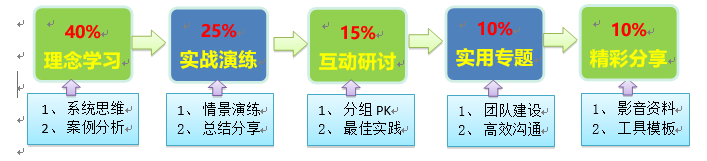 40%
理念学习
25%
实战演练
15%
互动研讨
10%
实用专题
10%
精彩分享
1、系统思维
2、案例分析
1、情景演练
2、总结分享
1、分组 PK
2、最佳实践
1、团队建设
2、高效沟通
1、影音资料
2、工具模板